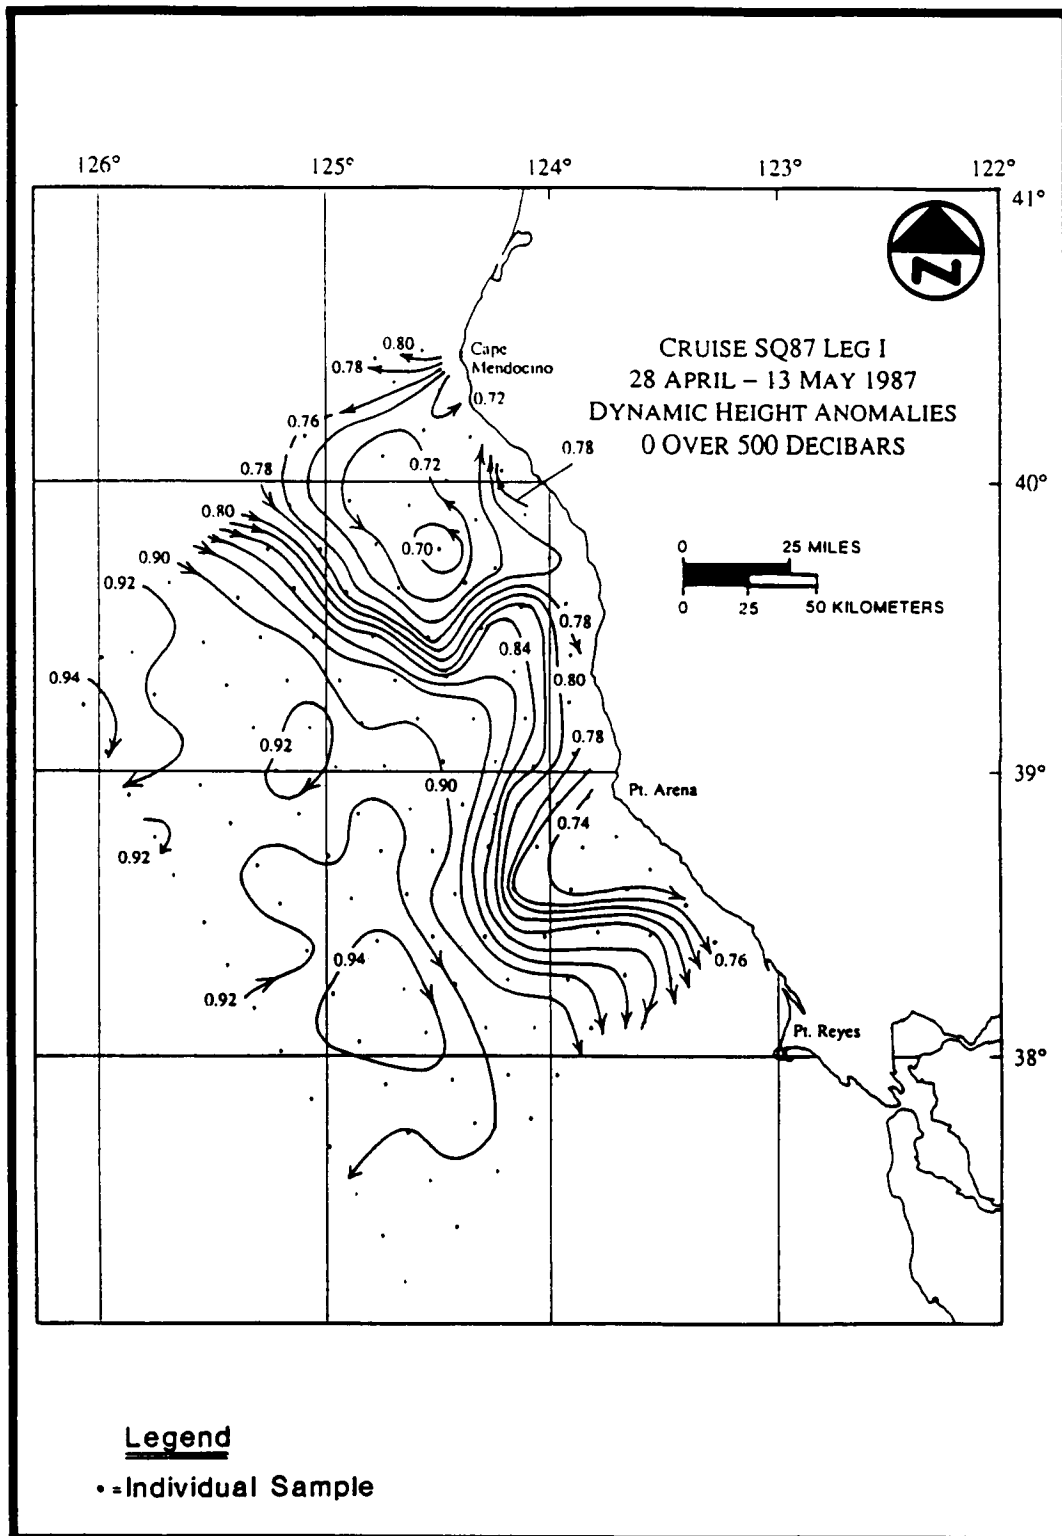 126° 125° 124° 123° 122°
41°
N
0.80
Cape
Mendocino
0.78
CRUISE SQ87 LEG I
28 APRIL – 13 MAY 1987
DYNAMIC HEIGHT ANOMALIES
0 OVER 500 DECIBARS
0.72
0.76
0.78
0.72
0.78
40°
0.80
0.70
0 25 MILES
0 25 50 KILOMETERS
0.90
0.92
0.78
0.84
0.94
0.80
0.92
0.78
39°
0.90
Pt. Arena
0.74
0.92
0.94
0.76
0.92
Pt. Reyes
38°
Legend
• =Individual Sample